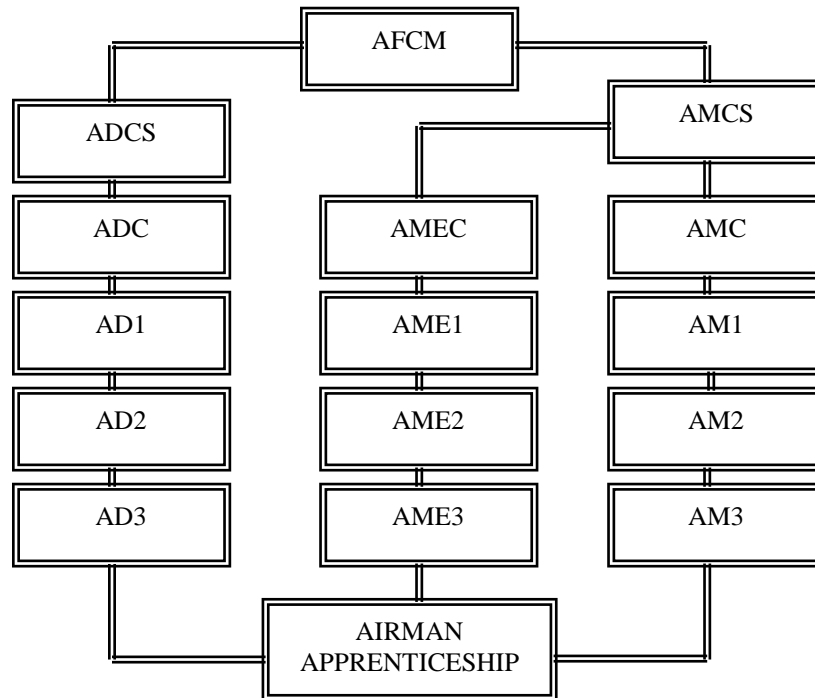 AFCM
ADCS
AMCS
ADC
AMEC
AMC
AD1
AME1
AM1
AD2
AME2
AM2
AD3
AME3
AM3
AIRMAN
APPRENTICESHIP